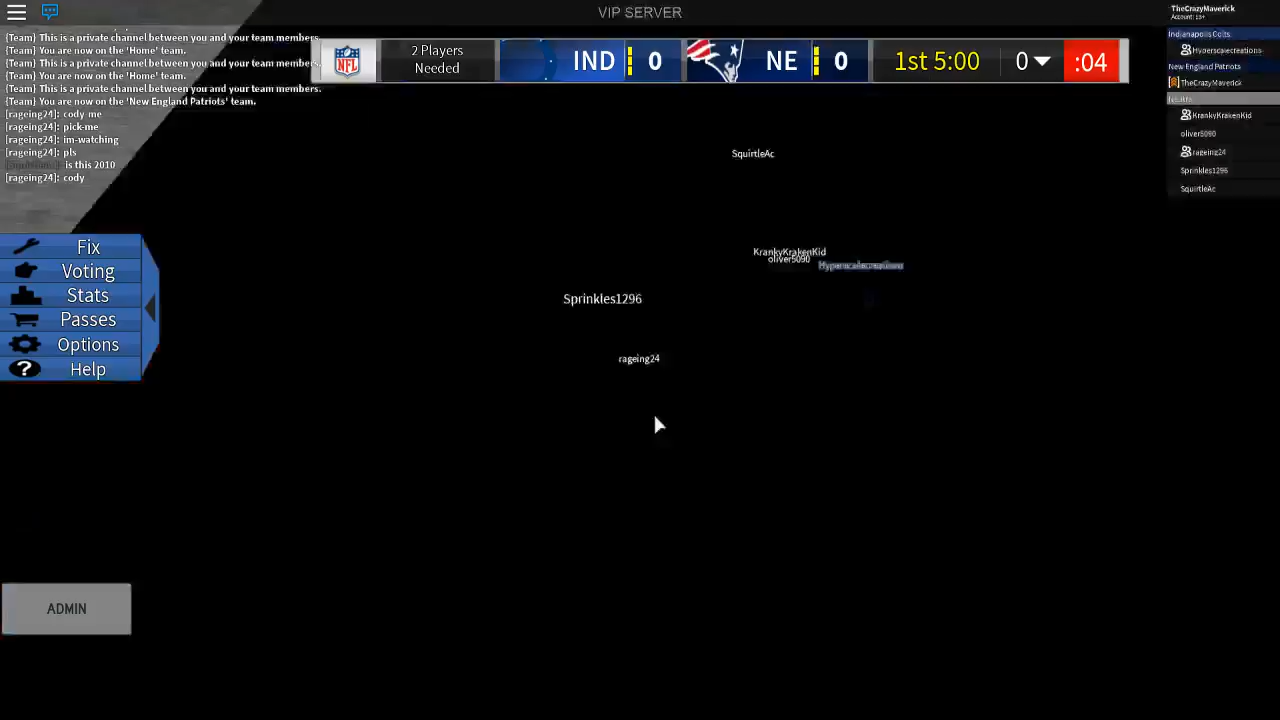 VIP SERVER
TheCrazyMaverick
Account: 13+
{Team} This is a private channel between you and your team members.
{Team} You are now on the 'Home' team.
{Team} This is a private channel between you and your team members.
{Team} You are now on the 'Home' team.
{Team} This is a private channel between you and your team members.
{Team} You are now on the 'New England Patriots' team.
[rageing24]: cody me
[rageing24]: pick-me
[rageing24]: im-watching
[rageing24]: pls
is this 2010
[rageing24]: cody
NFL
2 Players
Needed
IND 0
NE 0
1st 5:00
0
:04
Indianapolis Colts
Hyperscalecreations
New England Patriots
TheCrazyMaverick
Neutral
KrankyKrakenKid
oliver5090
rageing24
Sprinkles1296
SquirtleAc
SquirtleAc
KrankyKrakenKid
oliver5090
Hyperscalecreations
Sprinkles1296
rageing24
Fix
Voting
Stats
Passes
Options
? Help
ADMIN